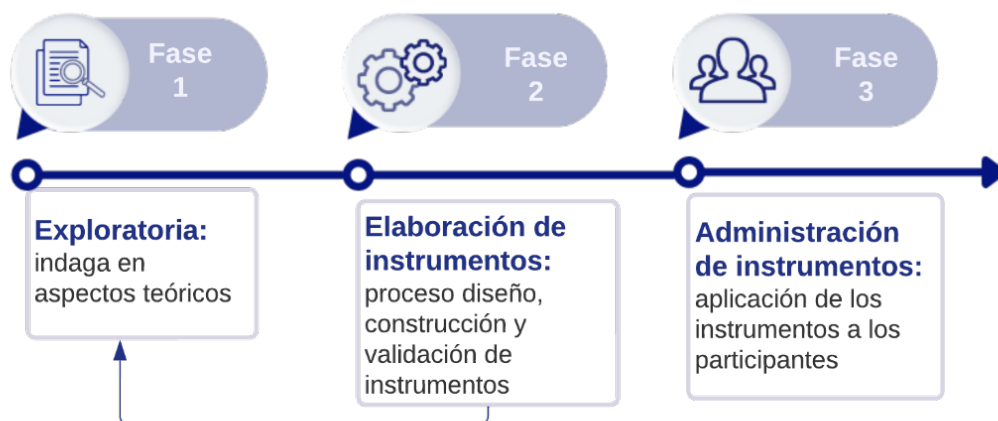 Fase
1
Fase
2
Fase
3
Exploratoria:
indaga en
aspectos teóricos
Elaboración de
instrumentos:
proceso diseño,
construcción y
validación de
instrumentos
Administración
de instrumentos:
aplicación de los
instrumentos a los
participantes